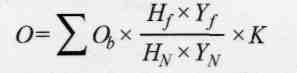 O = ∑ O_b × (H_f × Y_f) / (H_N × Y_N) × K